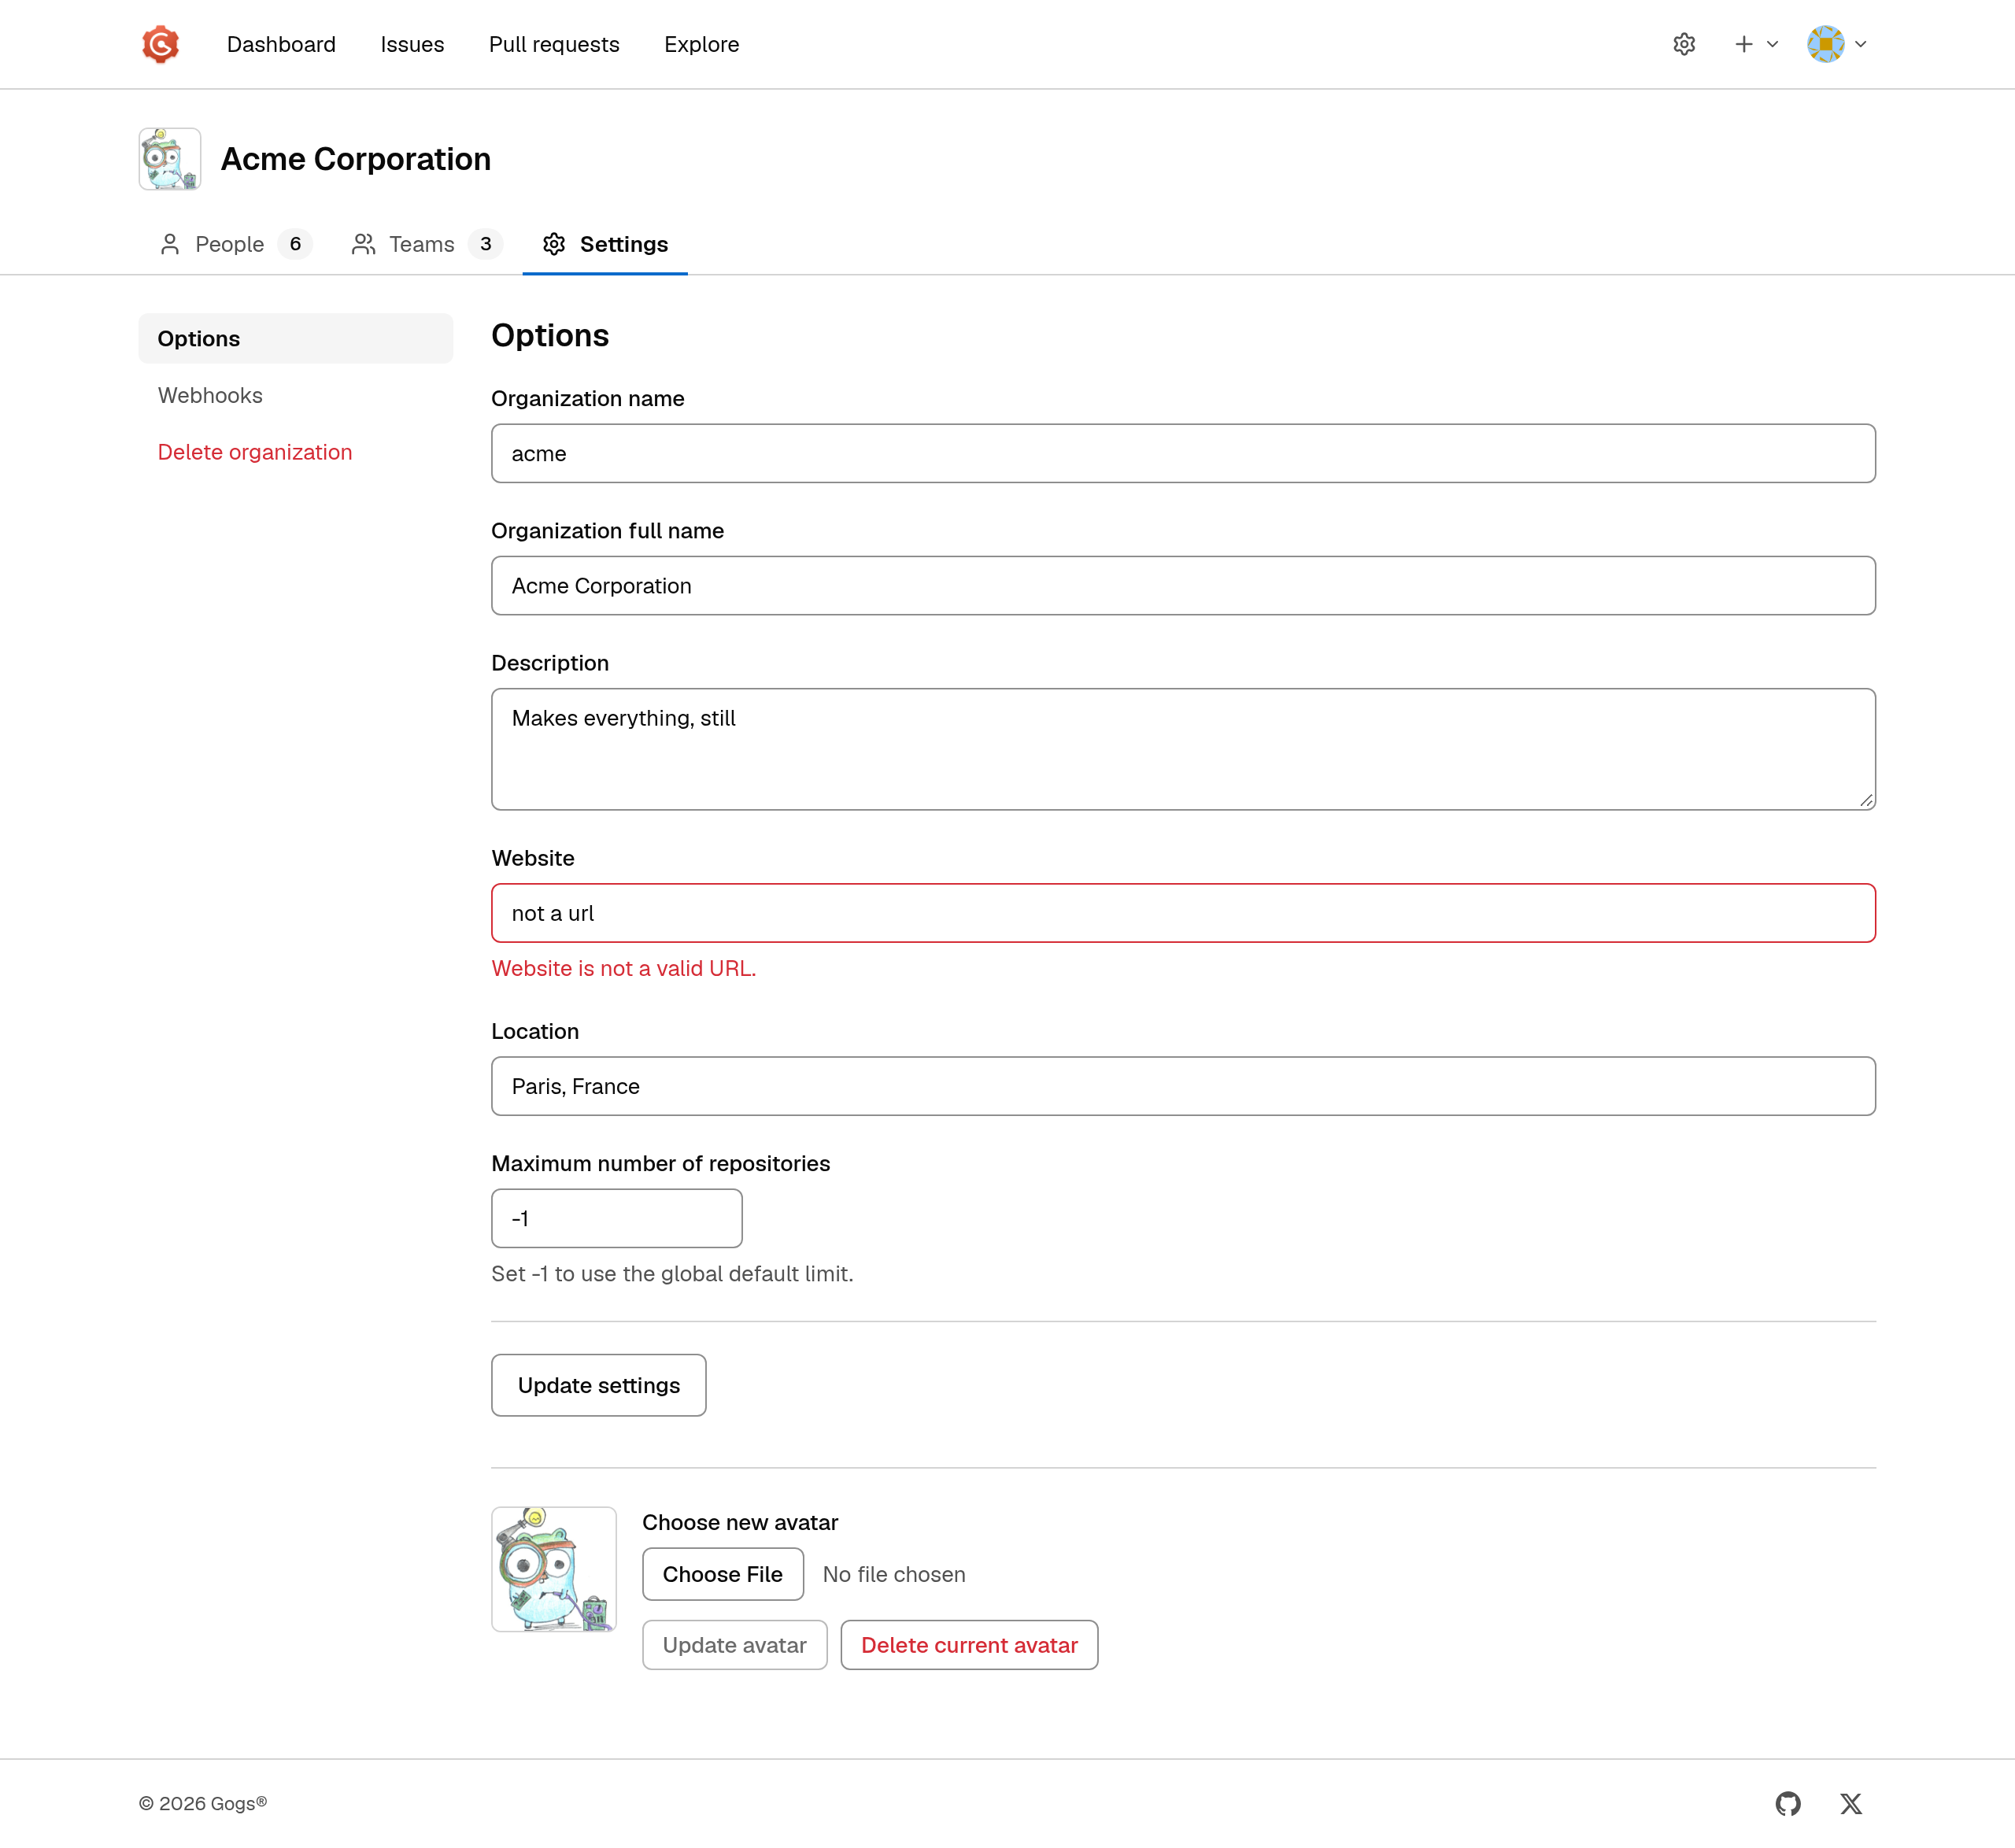 Dashboard Issues Pull requests Explore
Acme Corporation
People 6 Teams 3 Settings
Options
Webhooks
Delete organization
Options
Organization name
acme
Organization full name
Acme Corporation
Description
Makes everything, still
Website
not a url
Website is not a valid URL.
Location
Paris, France
Maximum number of repositories
-1
Set -1 to use the global default limit.
Update settings
Choose new avatar
Choose File No file chosen
Update avatar Delete current avatar
© 2026 Gogs®